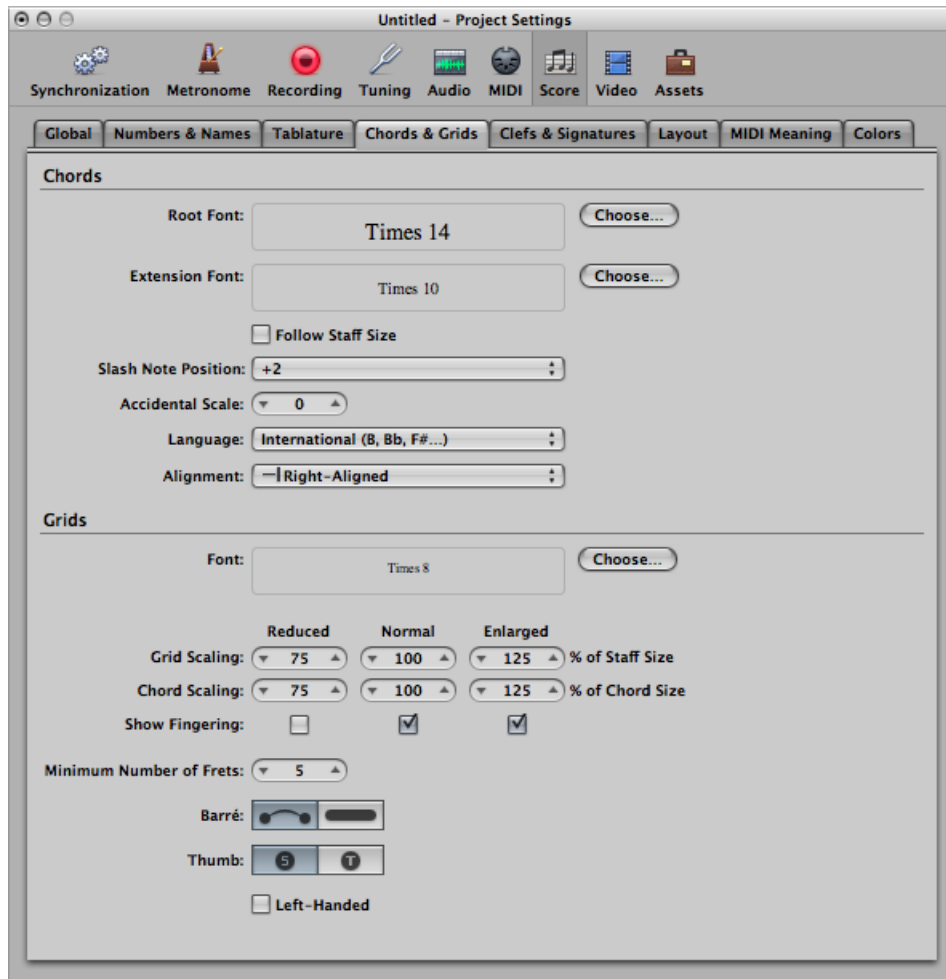 Untitled – Project Settings
Synchronization Metronome Recording Tuning Audio MIDI Score Video Assets
Global Numbers & Names Tablature Chords & Grids Clefs & Signatures Layout MIDI Meaning Colors
Chords
Root Font: Times 14 Choose...
Extension Font: Times 10 Choose...
Follow Staff Size
Slash Note Position: +2
Accidental Scale: 0
Language: International (B, Bb, F#...)
Alignment: Right-Aligned
Grids
Font: Times 8 Choose...
Reduced Normal Enlarged
Grid Scaling: 75 100 125 % of Staff Size
Chord Scaling: 75 100 125 % of Chord Size
Show Fingering:
Minimum Number of Frets: 5
Barré:
Thumb: S T
Left-Handed